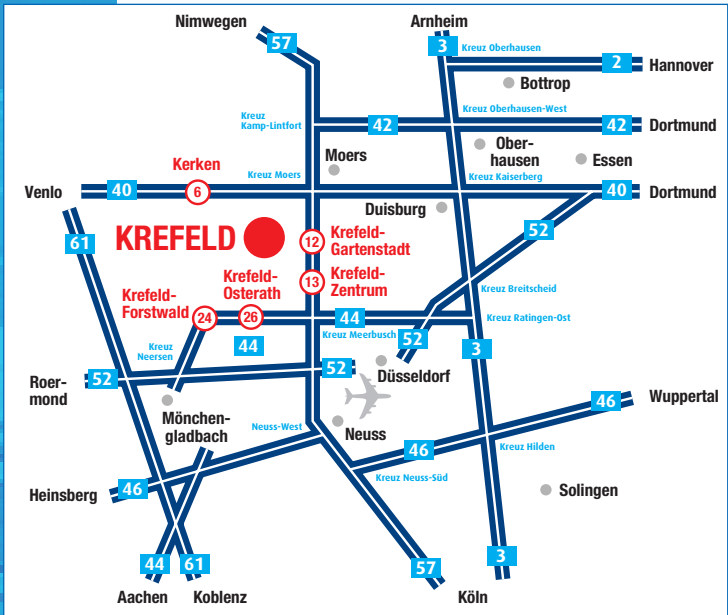 Nimwegen
Arnheim
57
3
Kreuz Oberhausen
2
Hannover
Bottrop
Kreuz
Kamp-Lintfort
42
Kreuz Oberhausen-West
42
Dortmund
Moers
Ober-
hausen
Essen
Kerken
Kreuz Moers
Kreuz Kaiserberg
Venlo
40
6
40
Dortmund
Duisburg
61
52
KREFELD
12
Krefeld-
Gartenstadt
13
Krefeld-
Zentrum
Krefeld-
Osterath
Krefeld-
Forstwald
Kreuz Breitscheid
24
26
44
Kreuz Ratingen-Ost
44
Kreuz Meerbusch
52
Kreuz
Neersen
3
52
52
Düsseldorf
Roer-
mond
Wuppertal
46
Mönchen-
gladbach
Neuss-West
Neuss
46
Kreuz Hilden
Kreuz Neuss-Süd
46
Heinsberg
Solingen
44
61
57
3
Aachen
Koblenz
Köln